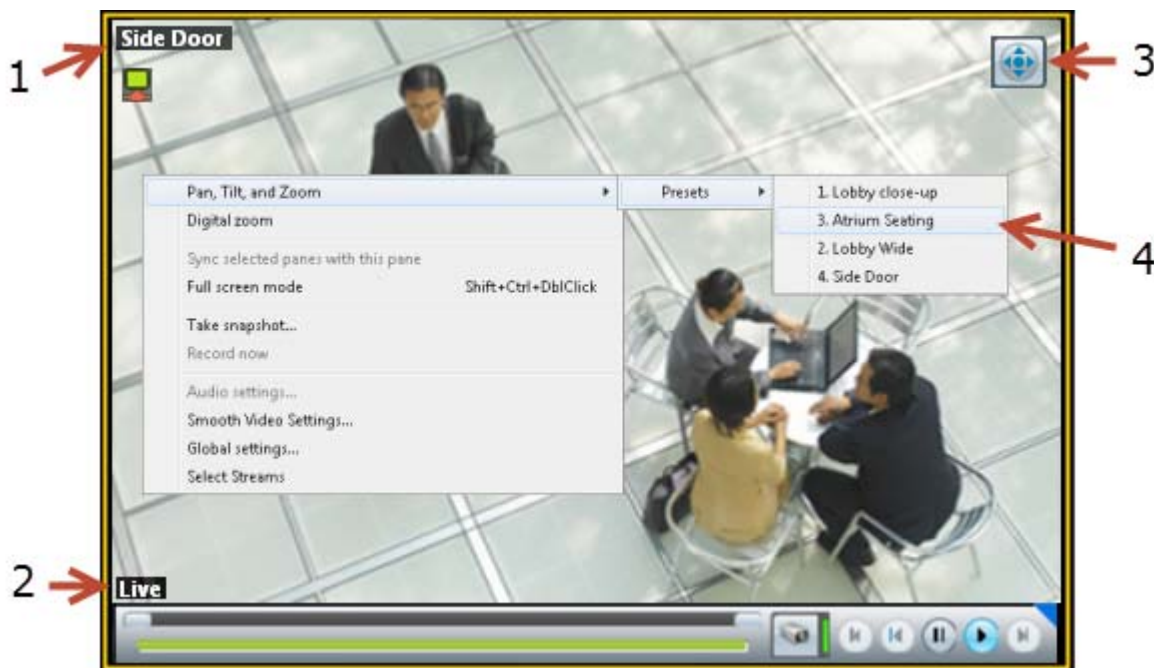 Side Door
1
3
Pan, Tilt, and Zoom
Presets
1. Lobby close-up
Digital zoom
3. Atrium Seating
Sync selected panes with this pane
2. Lobby Wide
4
Full screen mode Shift+Ctrl+DblClick
4. Side Door
Take snapshot...
Record now
Audio settings...
Smooth Video Settings...
Global settings...
Select Streams
2
Live